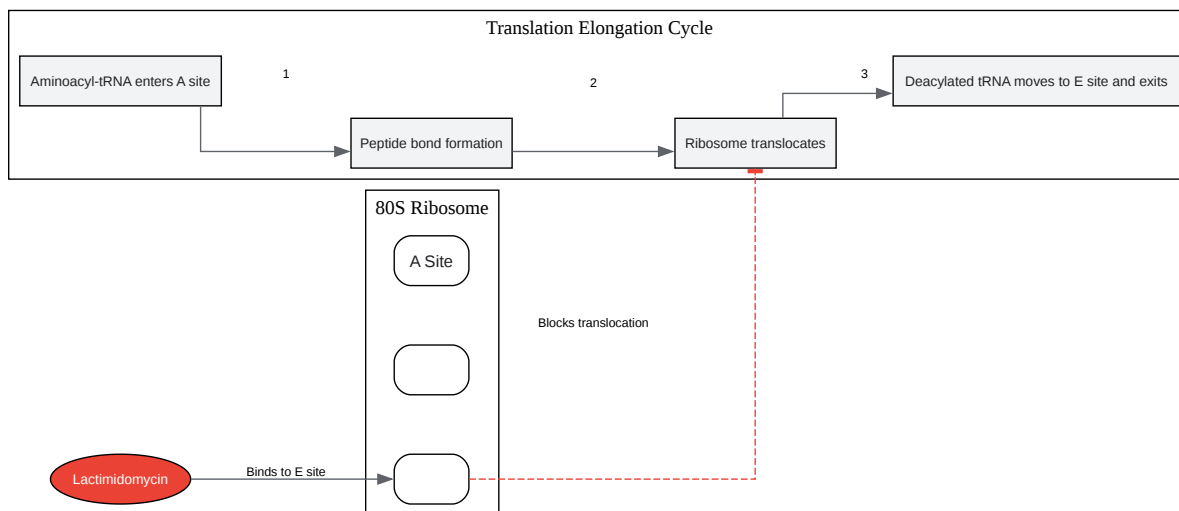 Translation Elongation Cycle
Aminoacyl-tRNA enters A site
1
2
3
Deacylated tRNA moves to E site and exits
Peptide bond formation
Ribosome translocates
80S Ribosome
A Site
Blocks translocation
Lactimidomycin
Binds to E site